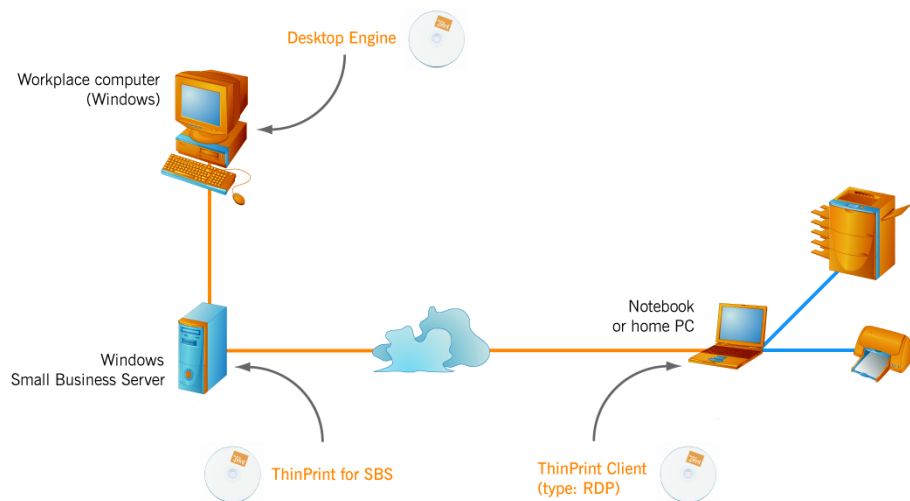 Desktop Engine
Workplace computer
(Windows)
Notebook
or home PC
Windows
Small Business Server
ThinPrint for SBS
ThinPrint Client
(type: RDP)